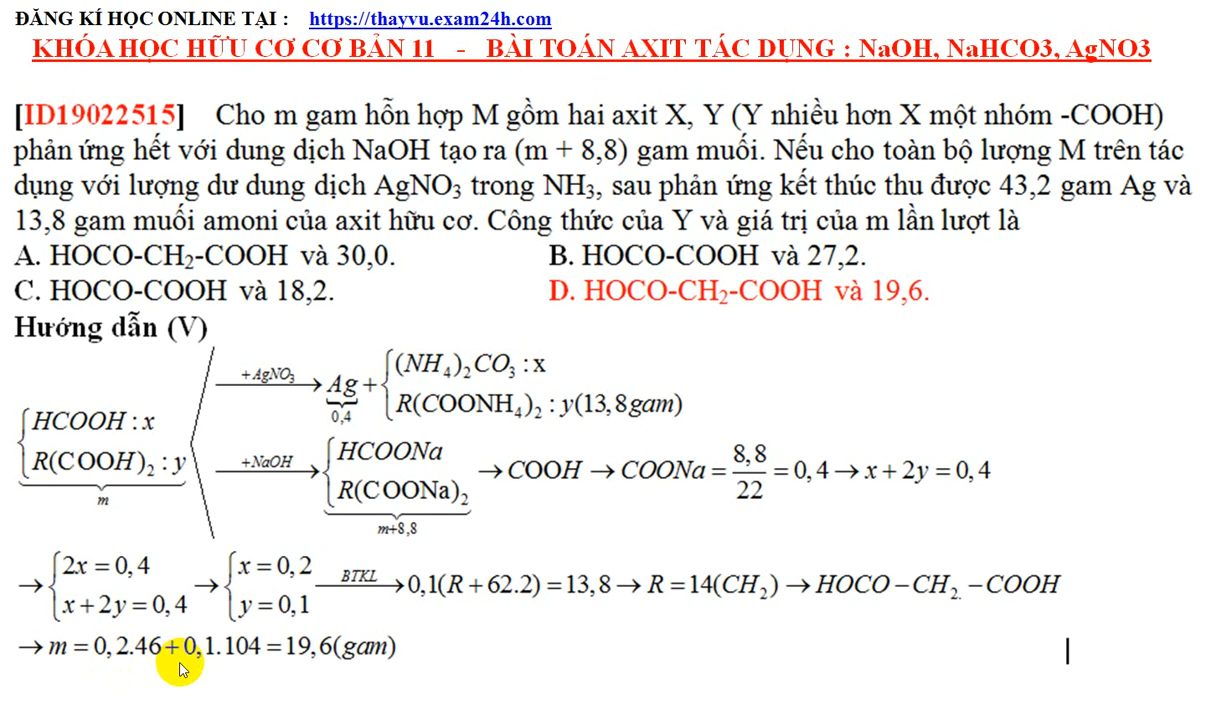 ĐĂNG KÍ HỌC ONLINE TẠI : https://thayvu.exam24h.com
KHÓA HỌC HỮU CƠ CƠ BẢN 11 - BÀI TOÁN AXIT TÁC DỤNG : NaOH, NaHCO3, AgNO3
[ID19022515] Cho m gam hỗn hợp M gồm hai axit X, Y (Y nhiều hơn X một nhóm -COOH)
phản ứng hết với dung dịch NaOH tạo ra (m + 8,8) gam muối. Nếu cho toàn bộ lượng M trên tác
dụng với lượng dư dung dịch AgNO₃ trong NH₃, sau phản ứng kết thúc thu được 43,2 gam Ag và
13,8 gam muối amoni của axit hữu cơ. Công thức của Y và giá trị của m lần lượt là
A. HOCO-CH₂-COOH và 30,0. B. HOCO-COOH và 27,2.
C. HOCO-COOH và 18,2. D. HOCO-CH₂-COOH và 19,6.
Hướng dẫn (V)
+AgNO₃ → Ag + (NH₄)₂CO₃ : x
0,4 R(COONH₄)₂ : y(13,8gam)
HCOOH : x
R(COOH)₂ : y
m
+NaOH → HCOONa
R(COONa)₂
m+8,8
→ COOH → COONa = 8,8/22 = 0,4 → x + 2y = 0,4
→ {2x = 0,4
x + 2y = 0,4
→ {x = 0,2
y = 0,1
BTKL → 0,1(R + 62.2) = 13,8 → R = 14(CH₂) → HOCO − CH₂. − COOH
→ m = 0,2.46 + 0,1.104 = 19,6(gam)